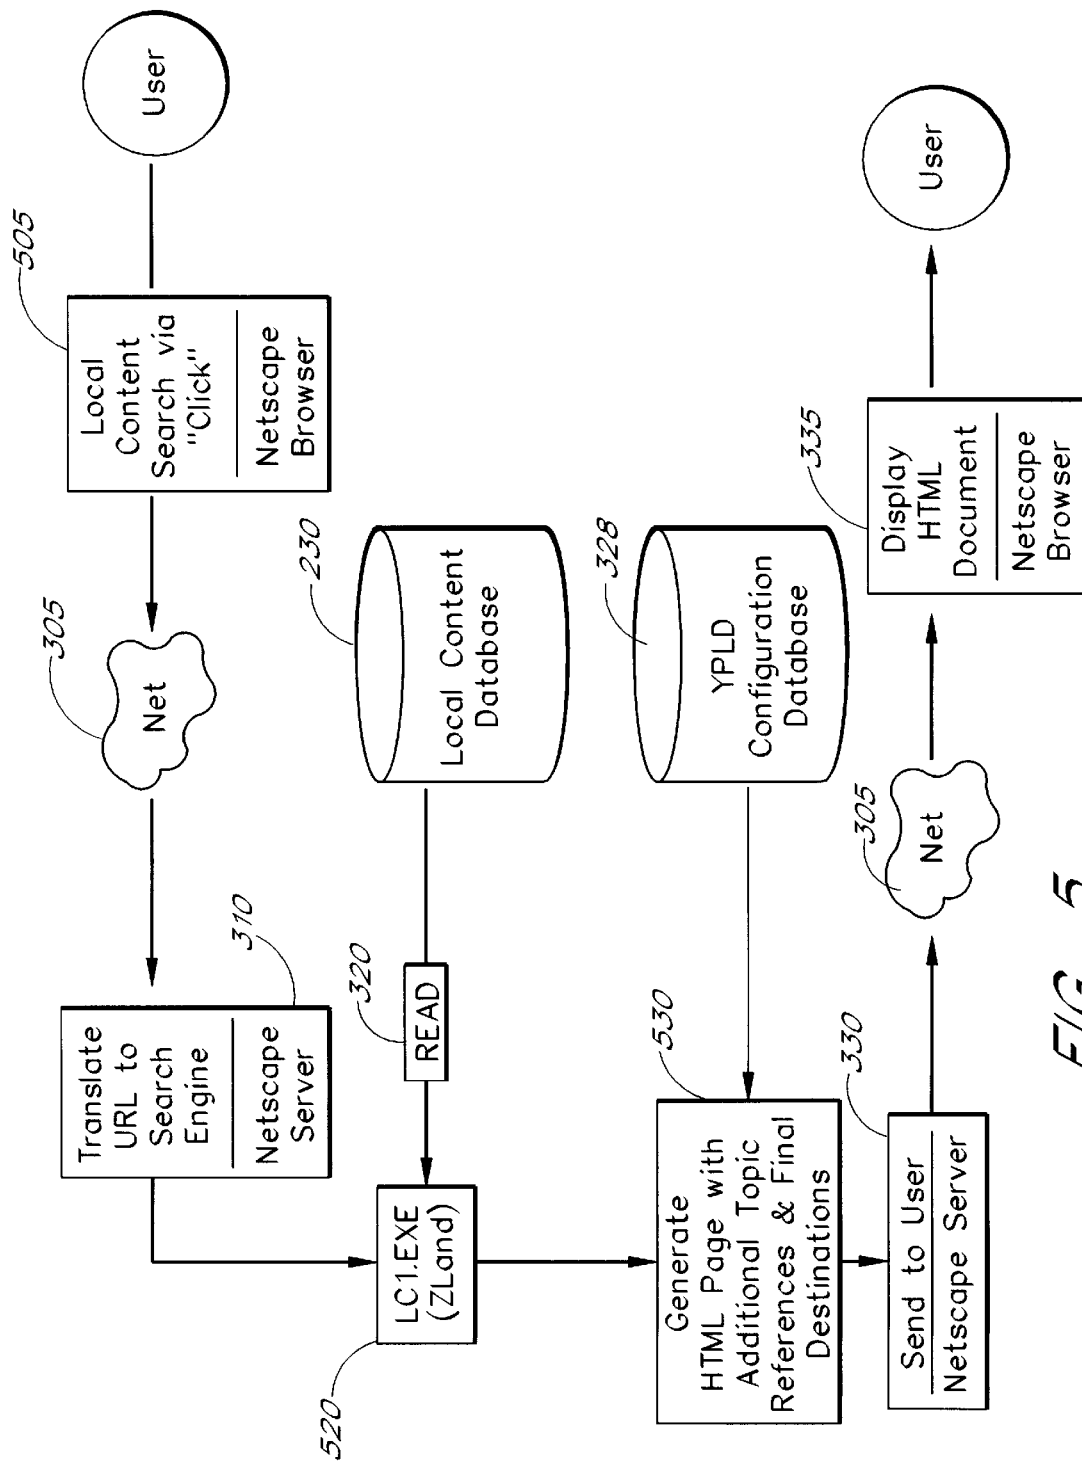 User
505
Local
Content
Search via
"Click"
Netscape
Browser
305
Net
310
Translate
URL to
Search
Engine
Netscape
Server
230
Local Content
Database
320
READ
LC1.EXE
(ZLand)
520
328
YPLD
Configuration
Database
530
Generate
HTML Page with
Additional Topic
References & Final
Destinations
330
Send to User
Netscape Server
305
Net
335
Display
HTML
Document
Netscape
Browser
User
FIG. 5